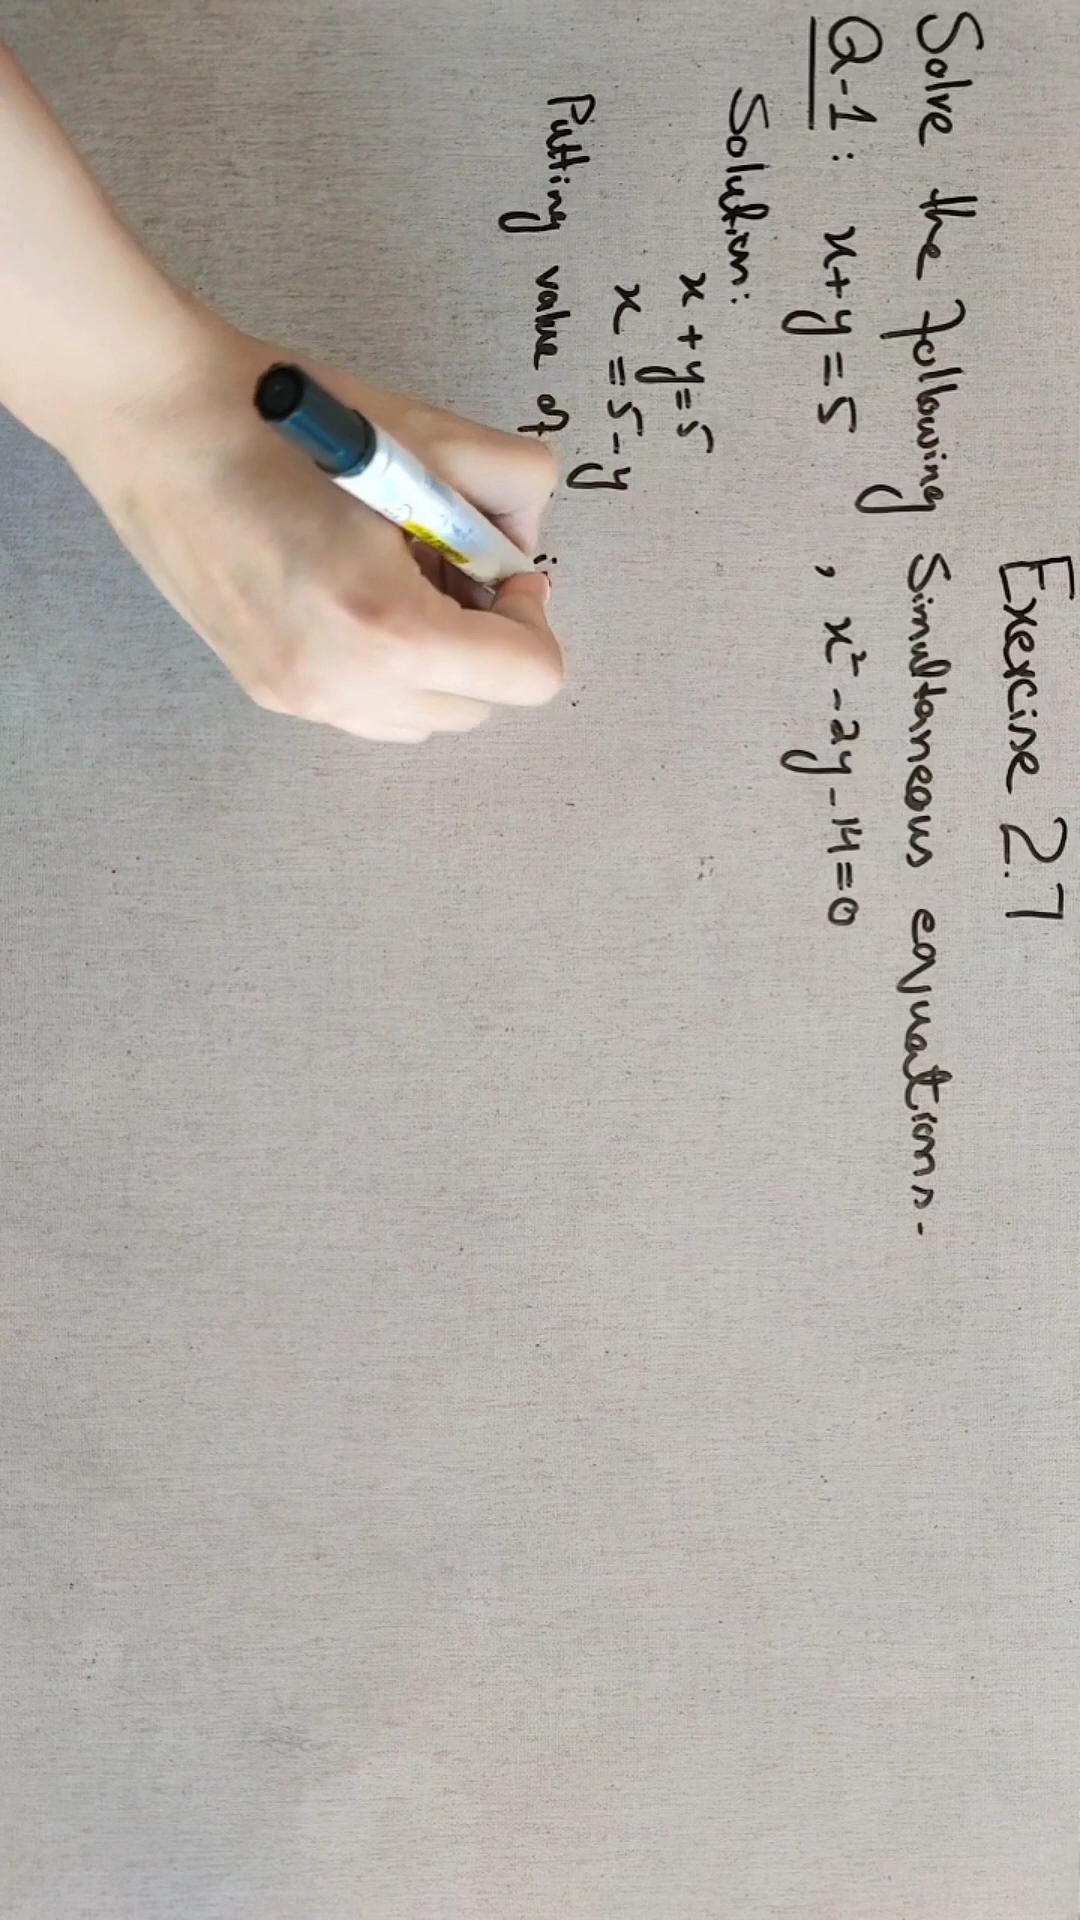 Exercise 2.7
Solve the following Simultaneous equations.
Q-1: x+y=5 , x²-2y-14=0
Solution:
x+y=5
x=5-y
Putting value of